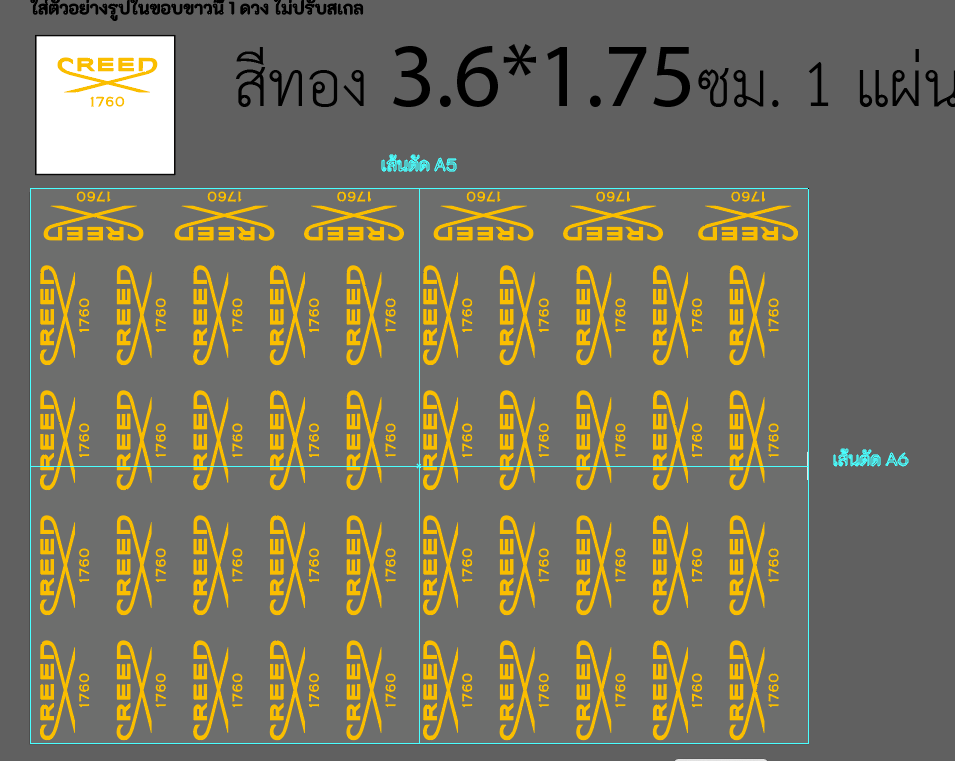 ใส่ตัวอย่างรูปในขอบขาวนี้ 1 ดวง ไม่ปรับสเกล
CREED
1760
สีทอง 3.6*1.75ซม. 1 แผ่น
เส้นตัด A5
1760 1760 1760 1760 1760 1760
CREED CREED CREED CREED CREED CREED
CREED 1760 CREED 1760 CREED 1760 CREED 1760 CREED 1760 CREED 1760 CREED 1760 CREED 1760 CREED 1760 CREED 1760
CREED 1760 CREED 1760 CREED 1760 CREED 1760 CREED 1760 CREED 1760 CREED 1760 CREED 1760 CREED 1760 CREED 1760
เส้นตัด A6
CREED 1760 CREED 1760 CREED 1760 CREED 1760 CREED 1760 CREED 1760 CREED 1760 CREED 1760 CREED 1760 CREED 1760
CREED 1760 CREED 1760 CREED 1760 CREED 1760 CREED 1760 CREED 1760 CREED 1760 CREED 1760 CREED 1760 CREED 1760